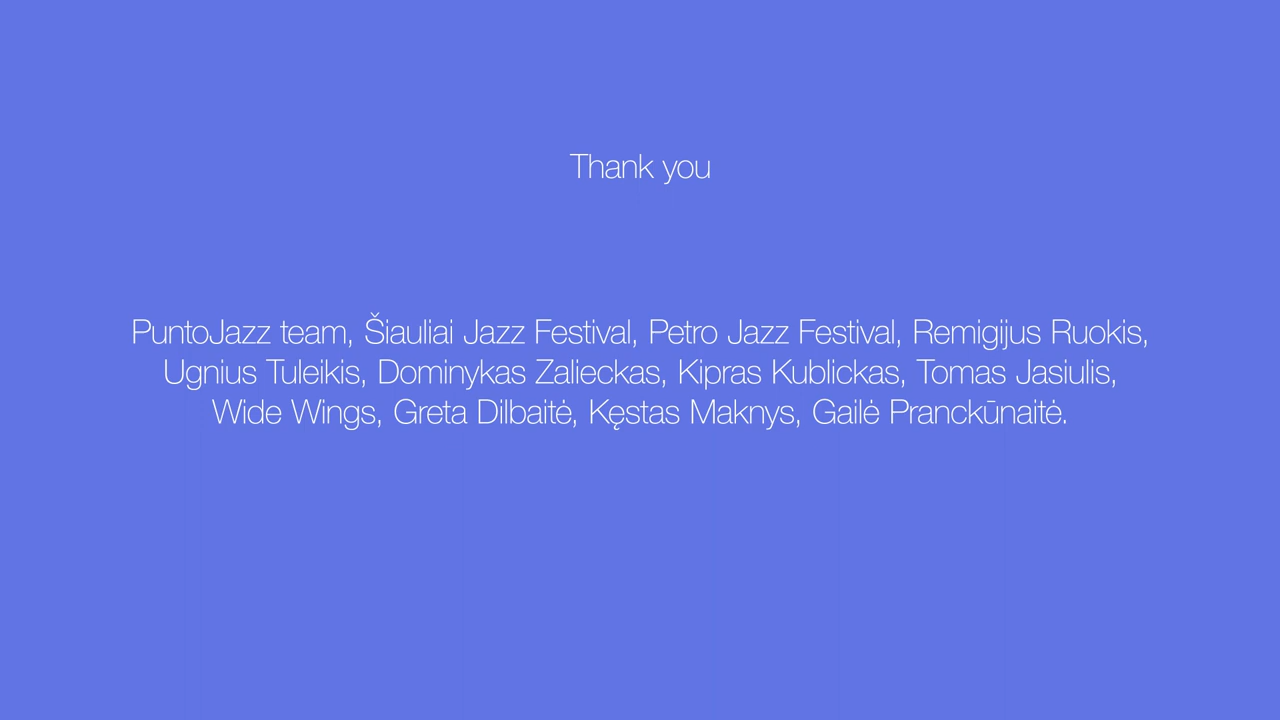 Thank you
PuntoJazz team, Šiauliai Jazz Festival, Petro Jazz Festival, Remigijus Ruokis,
Ugnius Tuleikis, Dominykas Zalieckas, Kipras Kublickas, Tomas Jasiulis,
Wide Wings, Greta Dilbaitė, Kęstas Maknys, Gailė Pranckūnaitė.